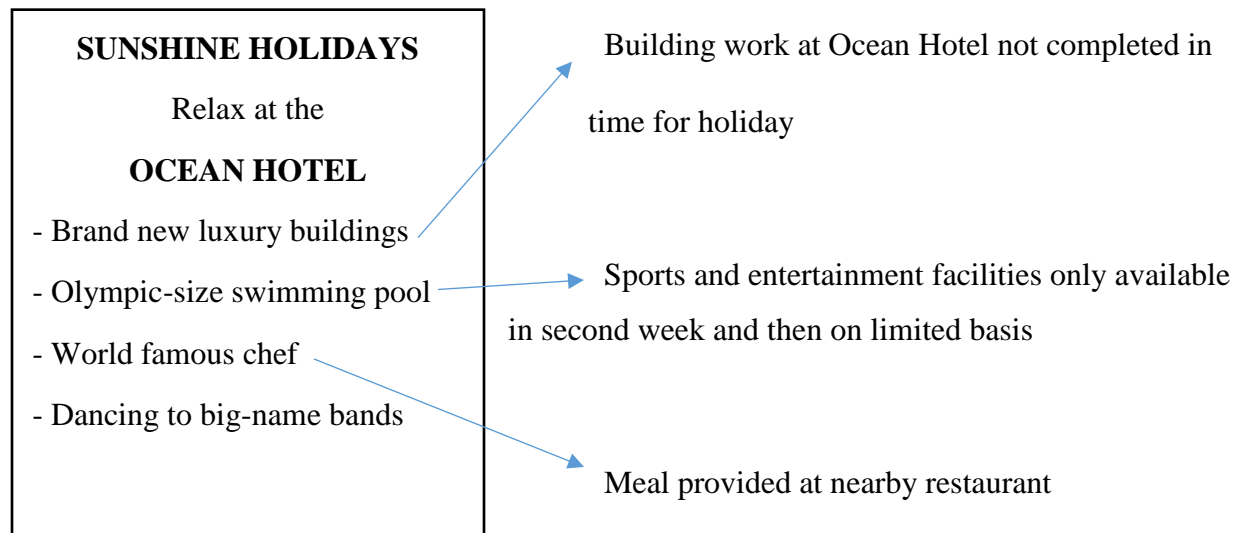 SUNSHINE HOLIDAYS
Relax at the
OCEAN HOTEL
- Brand new luxury buildings
- Olympic-size swimming pool
- World famous chef
- Dancing to big-name bands
Building work at Ocean Hotel not completed in
time for holiday
Sports and entertainment facilities only available
in second week and then on limited basis
Meal provided at nearby restaurant